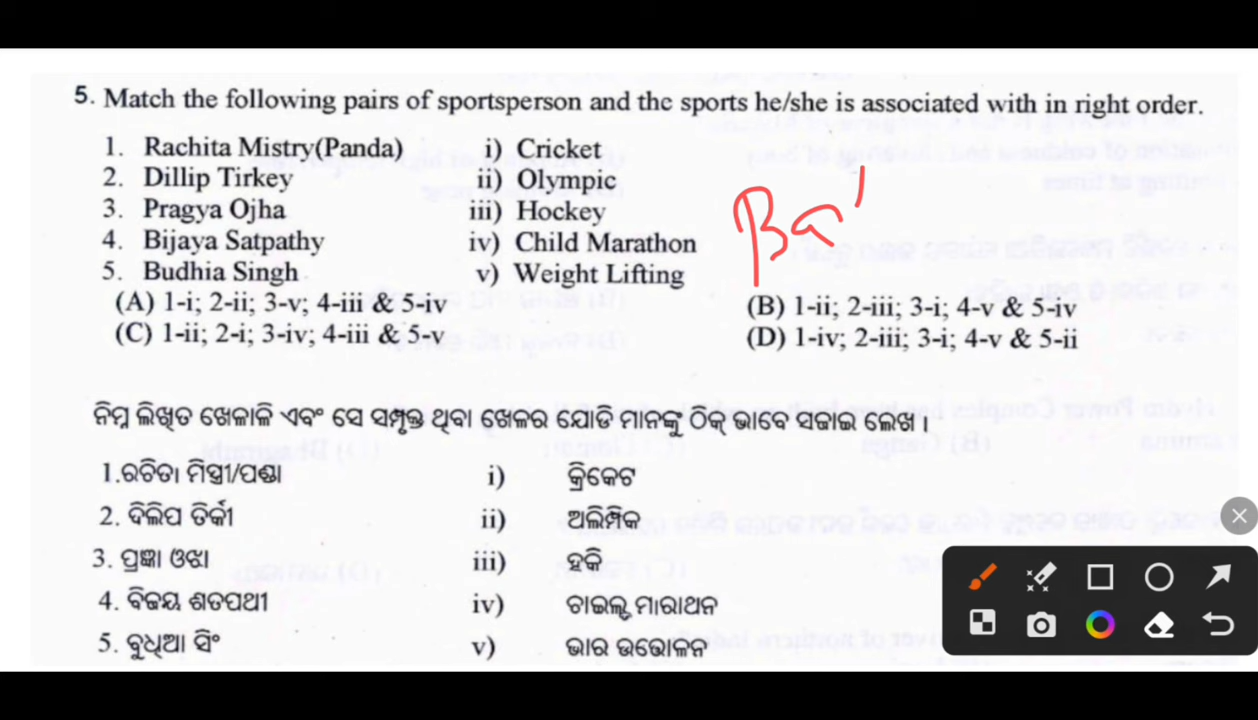 5. Match the following pairs of sportsperson and the sports he/she is associated with in right order.
1. Rachita Mistry(Panda) i) Cricket
2. Dillip Tirkey ii) Olympic
3. Pragya Ojha iii) Hockey
4. Bijaya Satpathy iv) Child Marathon
5. Budhia Singh v) Weight Lifting
(A) 1-i; 2-ii; 3-v; 4-iii & 5-iv (B) 1-ii; 2-iii; 3-i; 4-v & 5-iv
(C) 1-ii; 2-i; 3-iv; 4-iii & 5-v (D) 1-iv; 2-iii; 3-i; 4-v & 5-ii
ନିମ୍ନ ଲିଖିତ ଖେଳାଳି ଏବଂ ସେ ସମ୍ପୃକ୍ତ ଥିବା ଖେଳର ଯୋଡି ମାନଙ୍କୁ ଠିକ୍ ଭାବେ ସଜାଇ ଲେଖ।
1.ରଚିତା ମିସ୍ତ୍ରୀ/ପଣ୍ଡା i) କ୍ରିକେଟ
2. ଦିଲିପ ତିର୍କୀ ii) ଅଲିମ୍ପିକ
3. ପ୍ରଜ୍ଞା ଓଝା iii) ହକି
4. ବିଜୟ ଶତପଥୀ iv) ଚାଇଲ୍ଡ ମାରାଥନ
5. ବୁଧିଆ ସିଂ v) ଭାର ଉତ୍ତୋଳନ